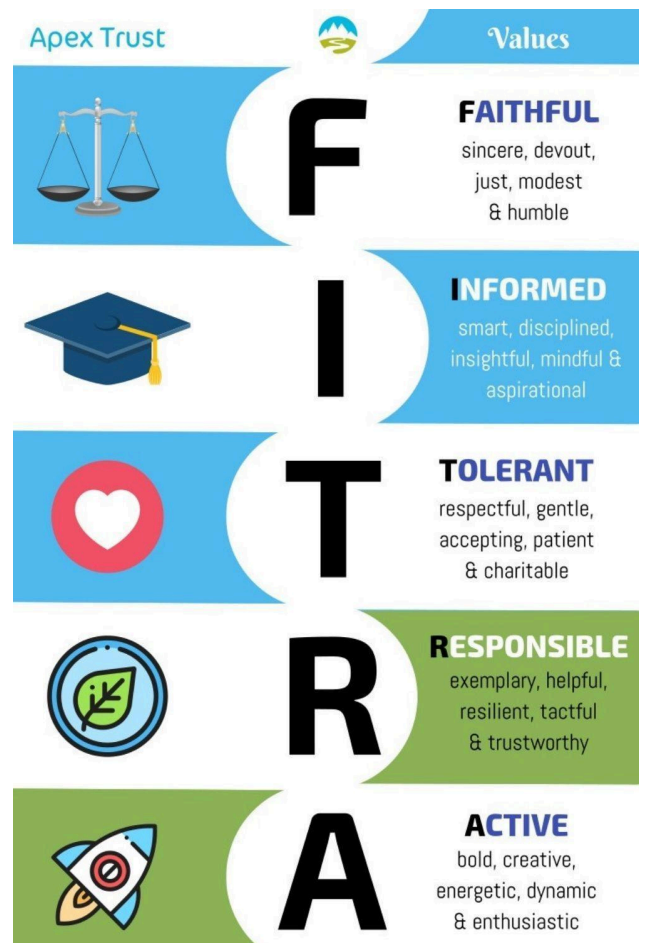 Apex Trust
Values
F
FAITHFUL
sincere, devout,
just, modest
& humble
I
INFORMED
smart, disciplined,
insightful, mindful &
aspirational
T
TOLERANT
respectful, gentle,
accepting, patient
& charitable
R
RESPONSIBLE
exemplary, helpful,
resilient, tactful
& trustworthy
A
ACTIVE
bold, creative,
energetic, dynamic
& enthusiastic